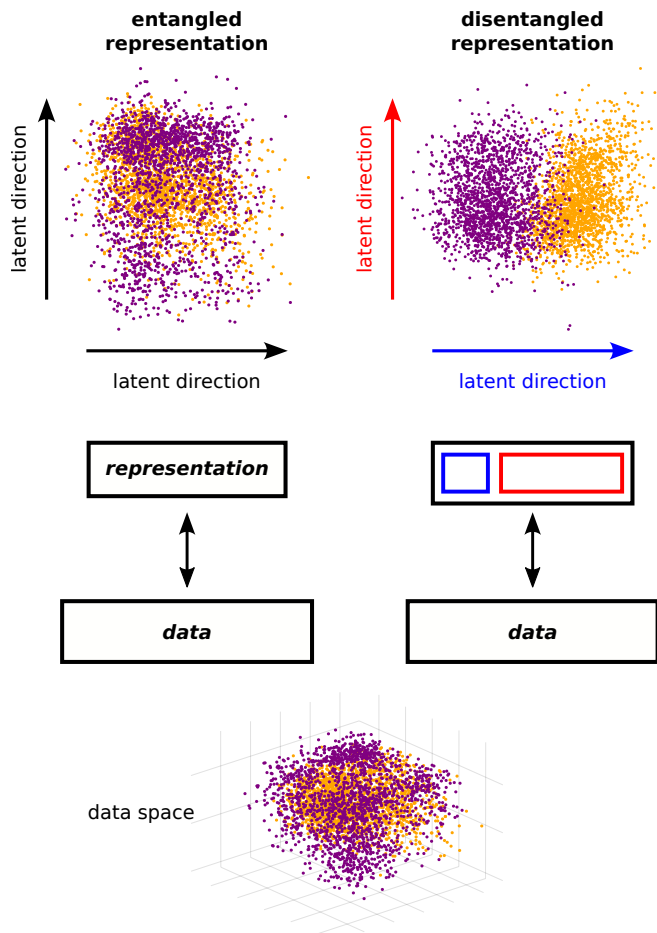 entangled
representation
disentangled
representation
latent direction
latent direction
latent direction
latent direction
representation
data
data
data space